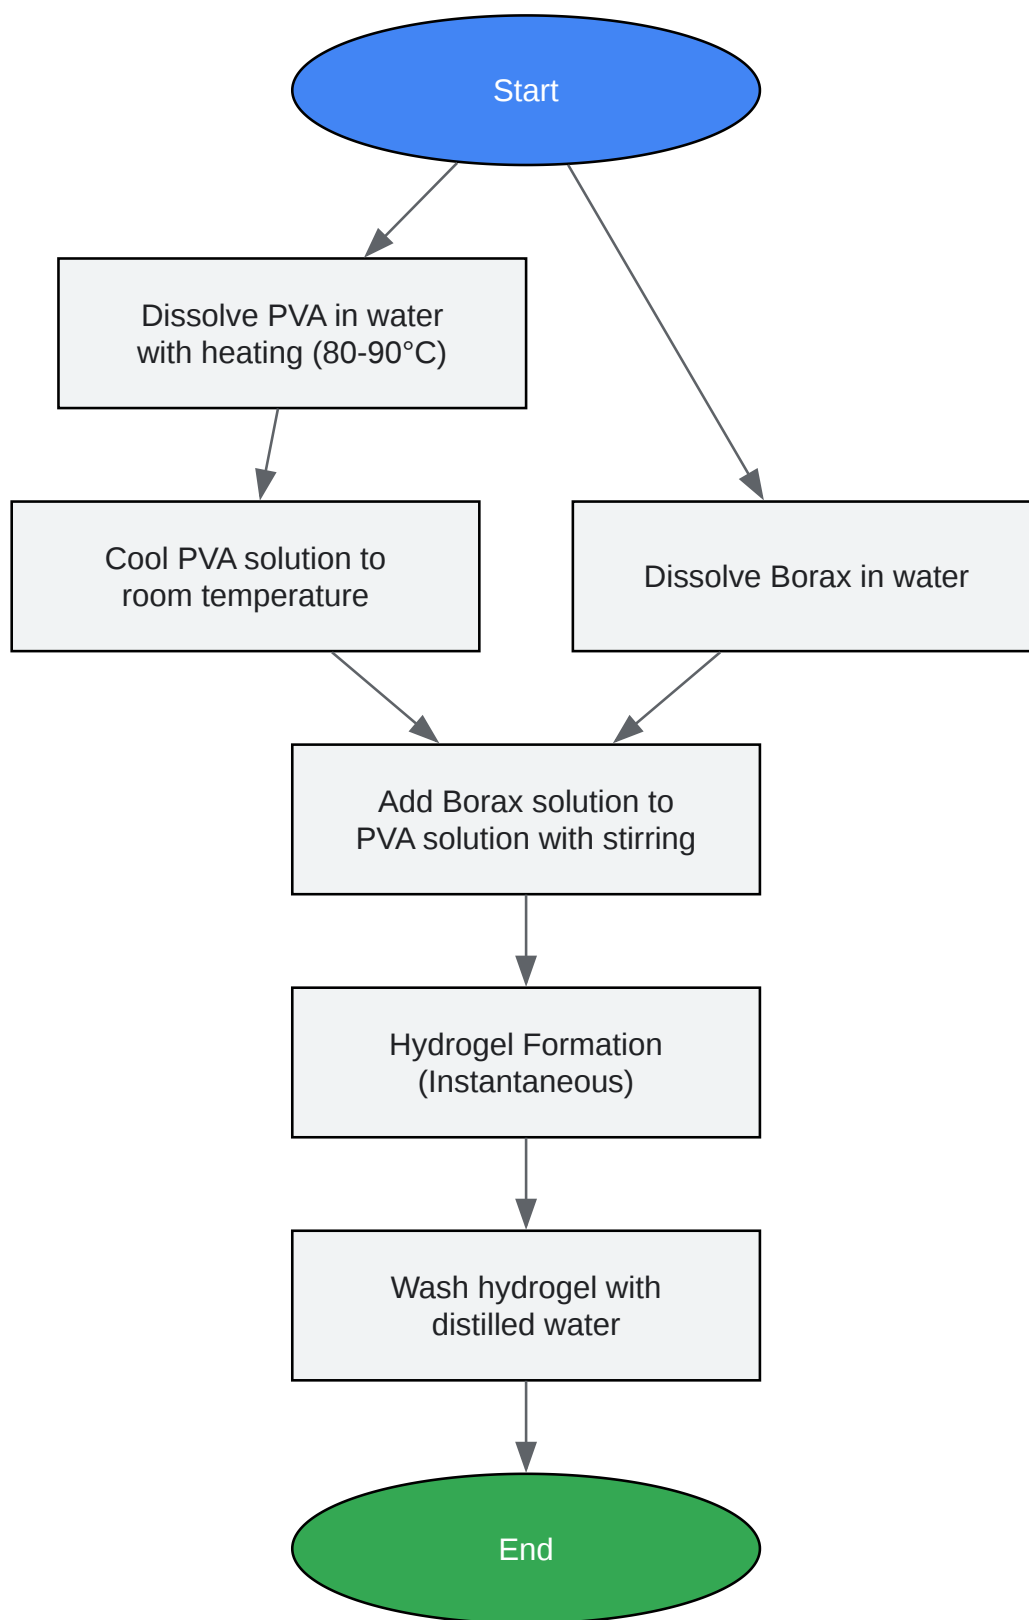 Start
Dissolve PVA in water
with heating (80-90°C)
Cool PVA solution to
room temperature
Dissolve Borax in water
Add Borax solution to
PVA solution with stirring
Hydrogel Formation
(Instantaneous)
Wash hydrogel with
distilled water
End